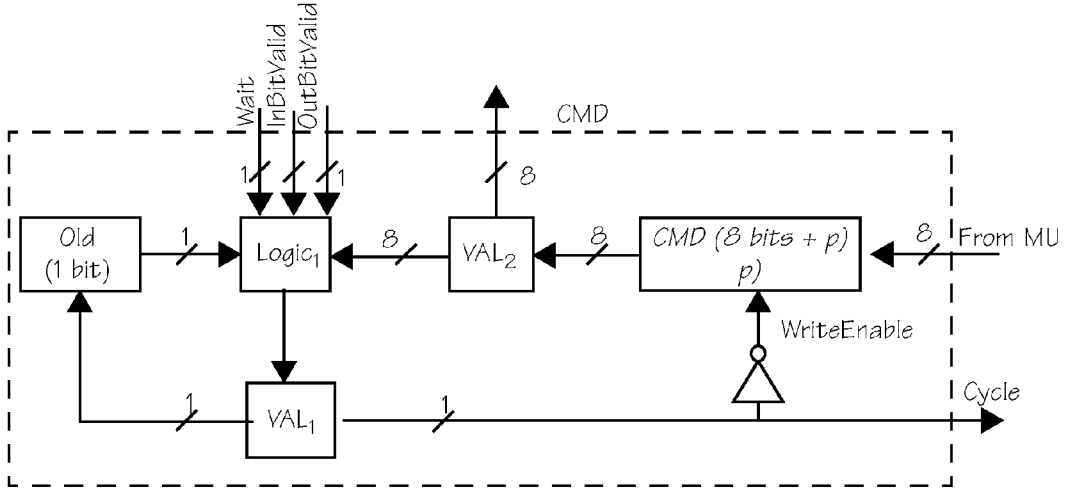 Wait
InBitValid
OutBitValid
CMD
1
1
8
Old
(1 bit)
1
Logic1
8
VAL2
8
CMD (8 bits + p)
p)
8
From MU
WriteEnable
1
VAL1
1
Cycle